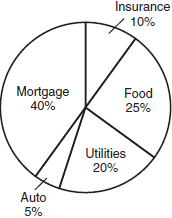 Insurance
10%
Mortgage
40%
Food
25%
Utilities
20%
Auto
5%